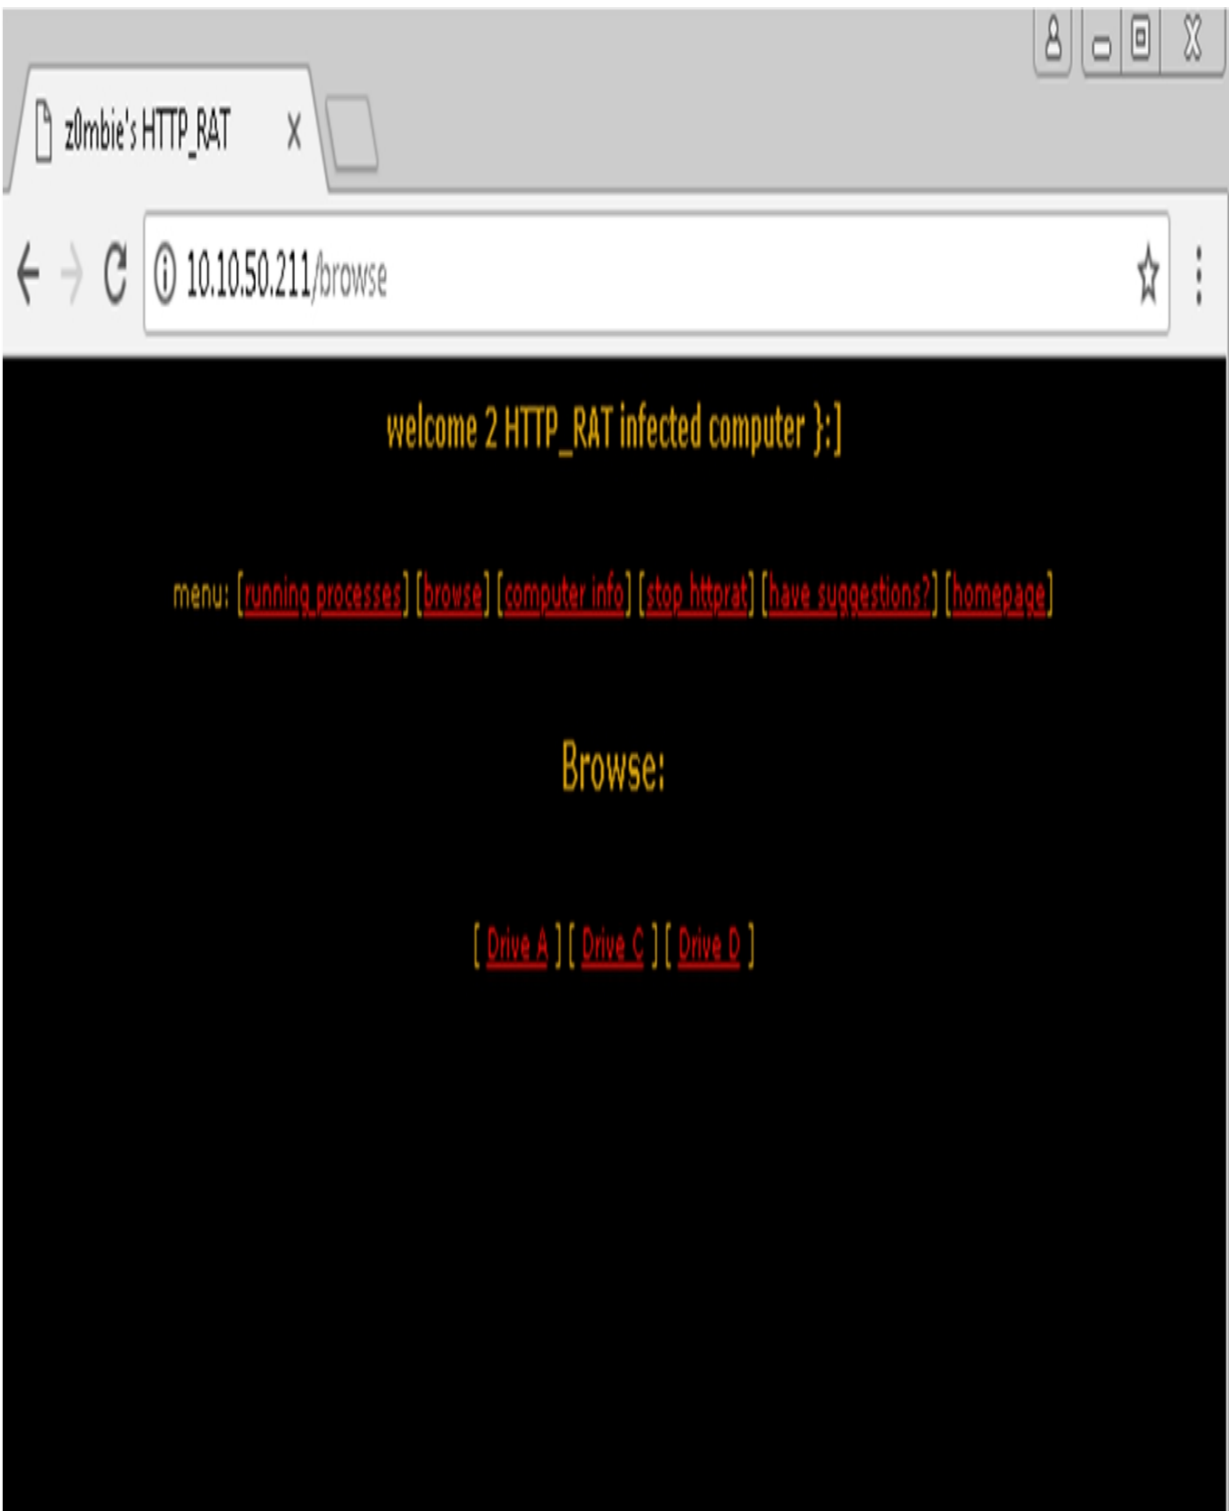 z0mbie's HTTP_RAT
10.10.50.211/browse
welcome 2 HTTP_RAT infected computer }:]
menu: [running processes] [browse] [computer info] [stop httprat] [have suggestions?] [homepage]
Browse:
[ Drive A ] [ Drive C ] [ Drive D ]